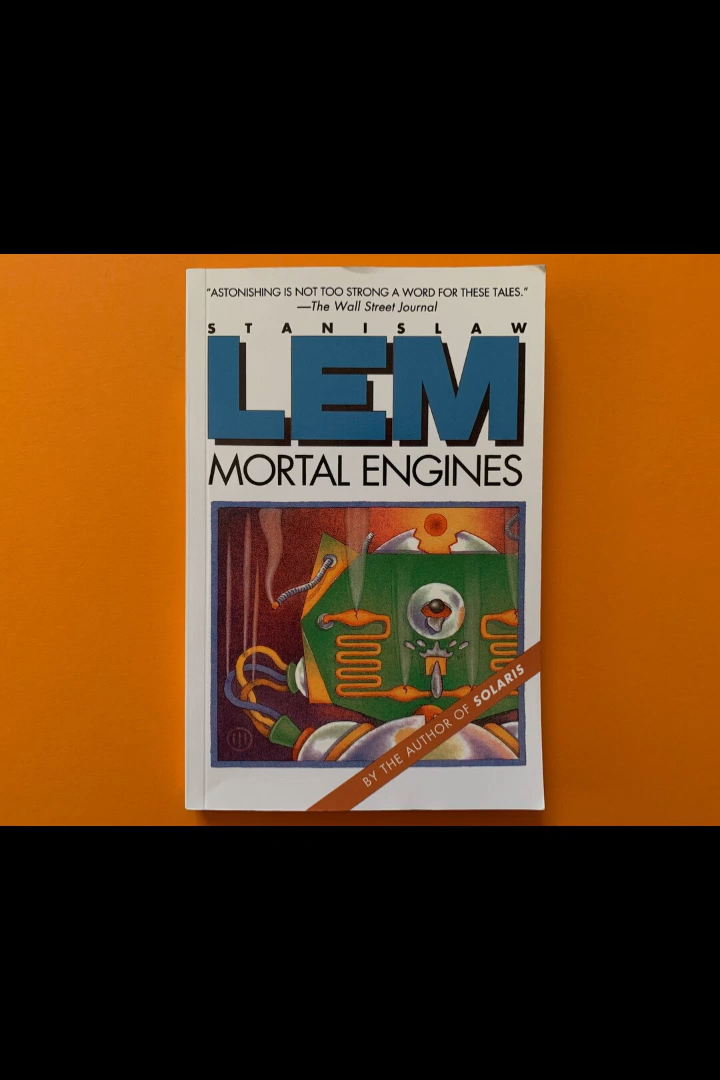 "ASTONISHING IS NOT TOO STRONG A WORD FOR THESE TALES."
—The Wall Street Journal
STANISLAW
LEM
MORTAL ENGINES
BY THE AUTHOR OF SOLARIS